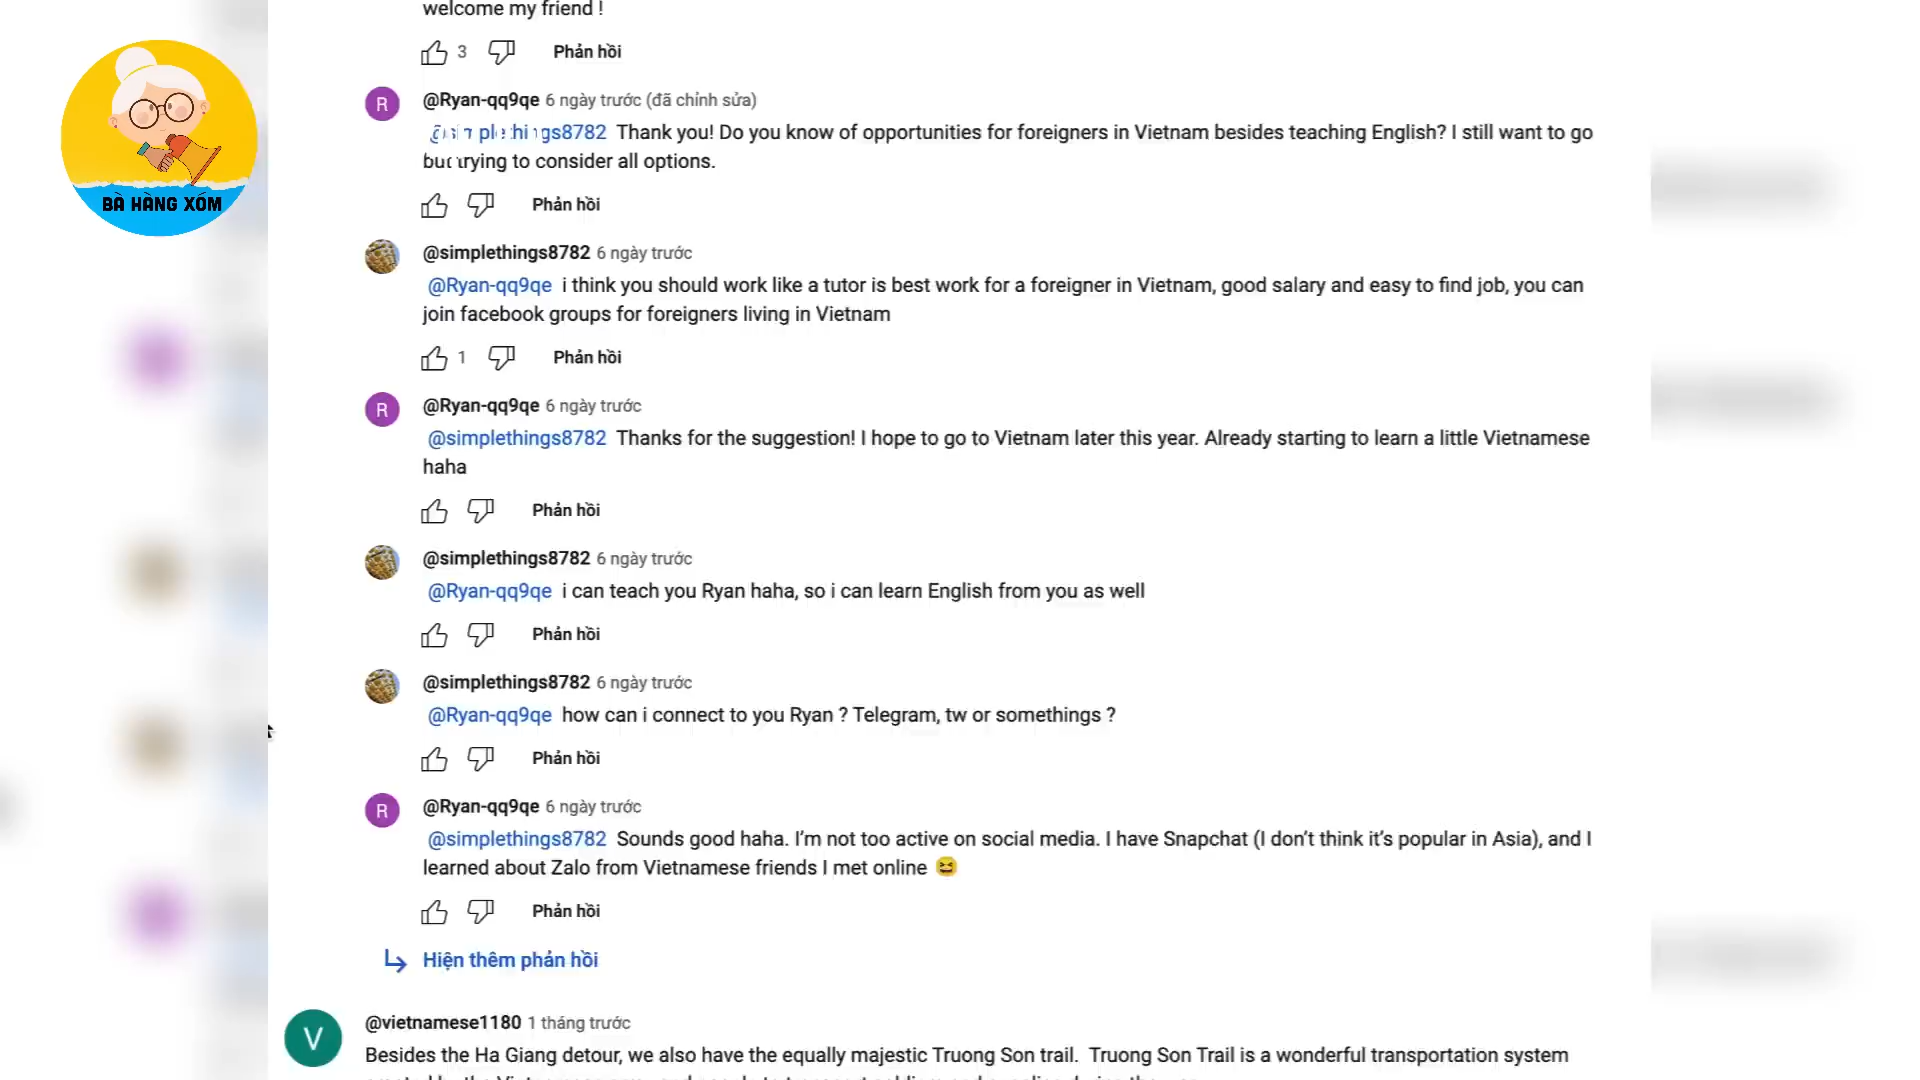 welcome my friend !
3 Phản hồi
BÀ HÀNG XÓM
R @Ryan-qq9qe 6 ngày trước (đã chỉnh sửa)
@simplethings8782 Thank you! Do you know of opportunities for foreigners in Vietnam besides teaching English? I still want to go
but trying to consider all options.
Phản hồi
@simplethings8782 6 ngày trước
@Ryan-qq9qe i think you should work like a tutor is best work for a foreigner in Vietnam, good salary and easy to find job, you can
join facebook groups for foreigners living in Vietnam
1 Phản hồi
R @Ryan-qq9qe 6 ngày trước
@simplethings8782 Thanks for the suggestion! I hope to go to Vietnam later this year. Already starting to learn a little Vietnamese
haha
Phản hồi
@simplethings8782 6 ngày trước
@Ryan-qq9qe i can teach you Ryan haha, so i can learn English from you as well
Phản hồi
@simplethings8782 6 ngày trước
@Ryan-qq9qe how can i connect to you Ryan ? Telegram, tw or somethings ?
Phản hồi
R @Ryan-qq9qe 6 ngày trước
@simplethings8782 Sounds good haha. I’m not too active on social media. I have Snapchat (I don’t think it’s popular in Asia), and I
learned about Zalo from Vietnamese friends I met online 😆
Phản hồi
Hiện thêm phản hồi
V @vietnamese1180 1 tháng trước
Besides the Ha Giang detour, we also have the equally majestic Truong Son trail. Truong Son Trail is a wonderful transportation system